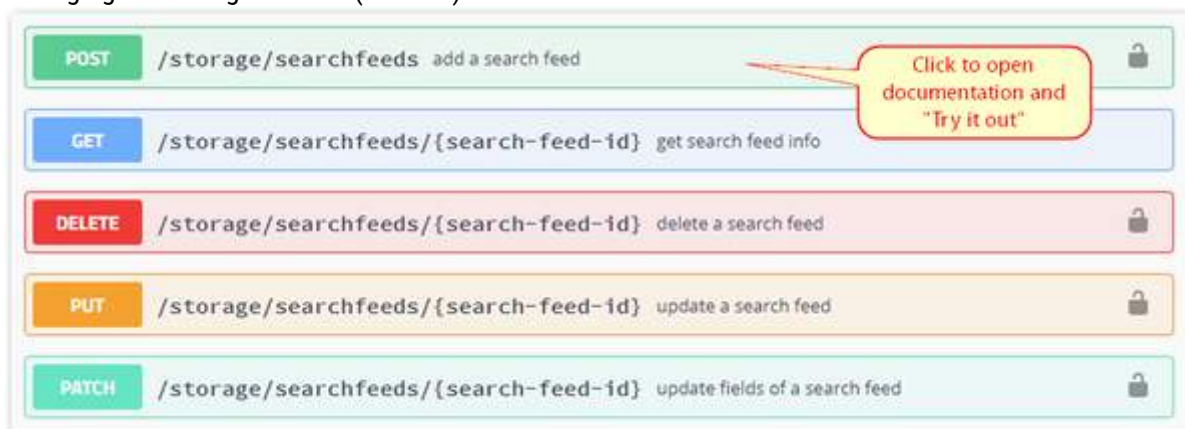 POST /storage/searchfeeds add a search feed
Click to open
documentation and
"Try it out"
GET /storage/searchfeeds/{search-feed-id} get search feed info
DELETE /storage/searchfeeds/{search-feed-id} delete a search feed
PUT /storage/searchfeeds/{search-feed-id} update a search feed
PATCH /storage/searchfeeds/{search-feed-id} update fields of a search feed